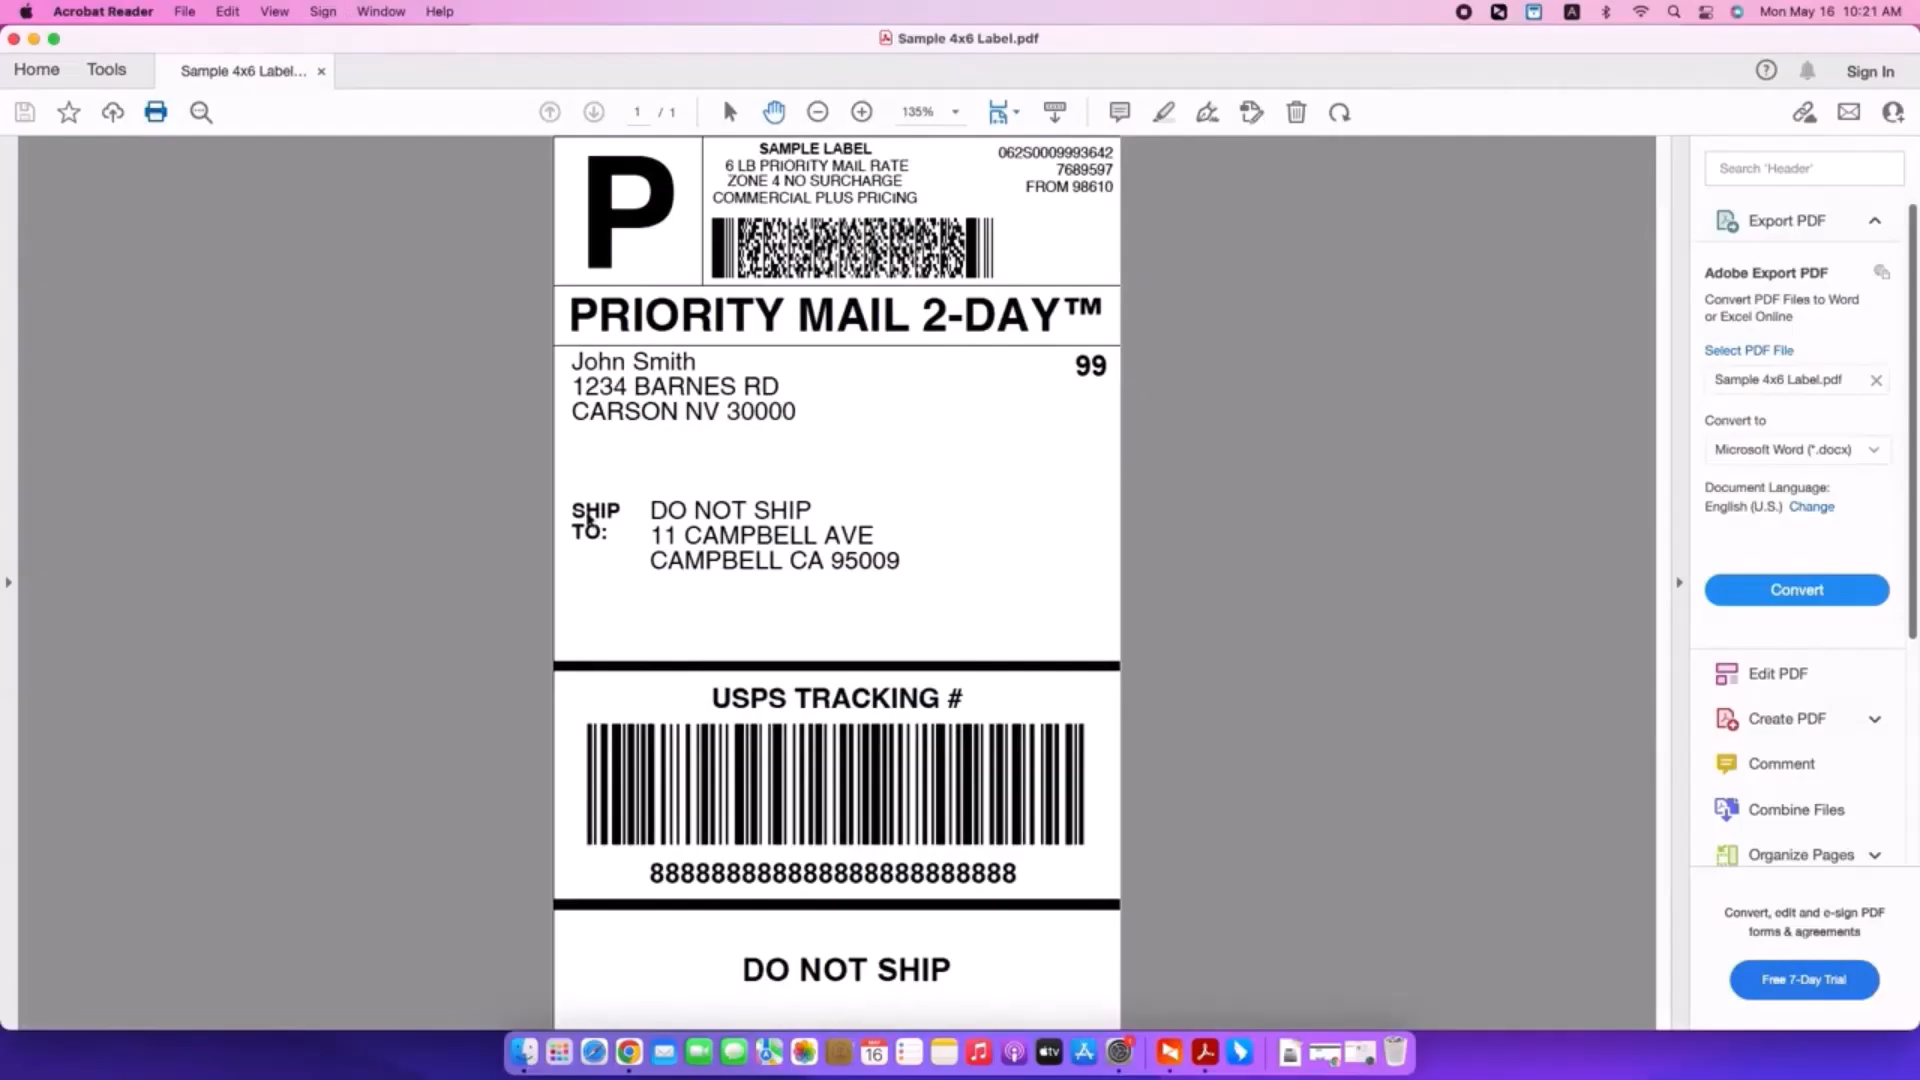 Acrobat Reader File Edit View Sign Window Help
A
Mon May 16 10:21 AM
Sample 4x6 Label.pdf
Home Tools Sample 4x6 Label... ×
Sign In
1 / 1
135%
P
SAMPLE LABEL
6 LB PRIORITY MAIL RATE
ZONE 4 NO SURCHARGE
COMMERCIAL PLUS PRICING
062S0009993642
7689597
FROM 98610
PRIORITY MAIL 2-DAY™
John Smith
1234 BARNES RD
CARSON NV 30000
99
SHIP
TO:
DO NOT SHIP
11 CAMPBELL AVE
CAMPBELL CA 95009
USPS TRACKING #
DO NOT SHIP
Search 'Header'
Export PDF
Adobe Export PDF
Convert PDF Files to Word
or Excel Online
Select PDF File
Sample 4x6 Label.pdf
Convert to
Microsoft Word (*.docx)
Document Language:
English (U.S.) Change
Convert
Edit PDF
Create PDF
Comment
Combine Files
Organize Pages
Convert, edit and e-sign PDF
forms & agreements
Free 7-Day Trial
16
tv